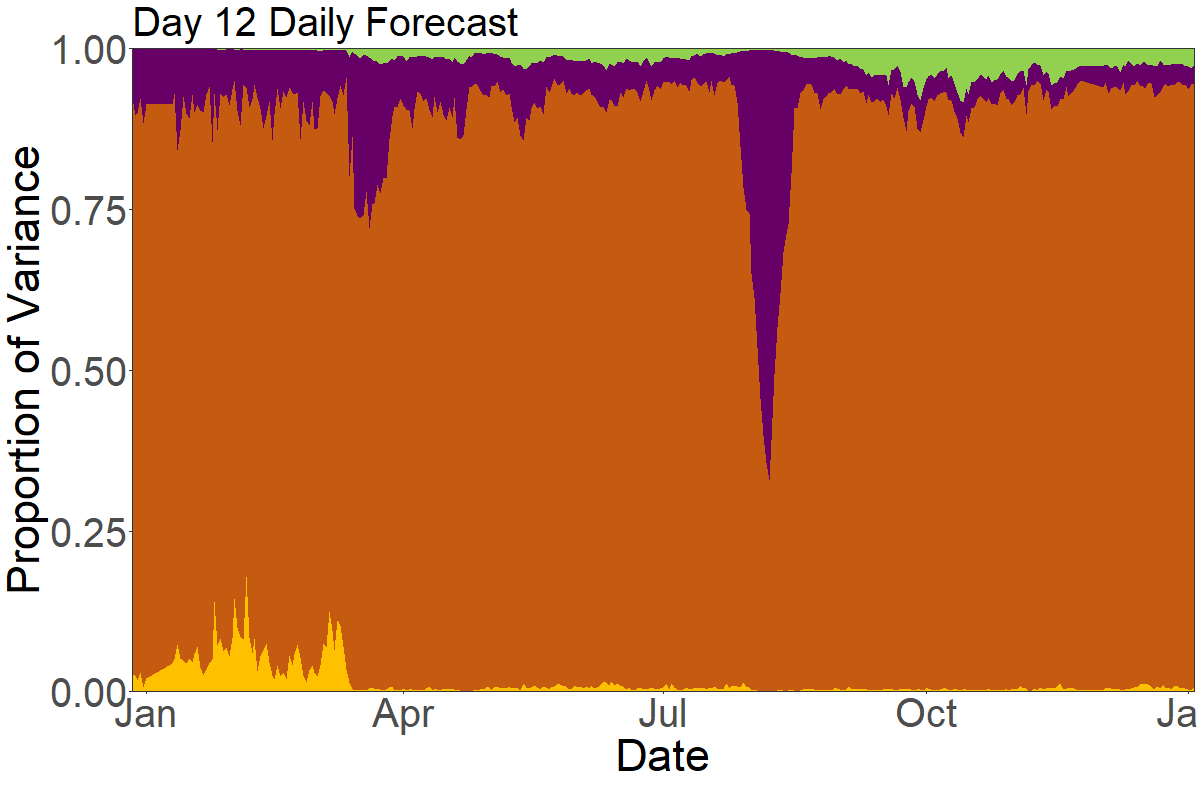 Day 12 Daily Forecast
Proportion of Variance
1.00
0.75
0.50
0.25
0.00
Jan
Apr
Jul
Oct
Ja
Date